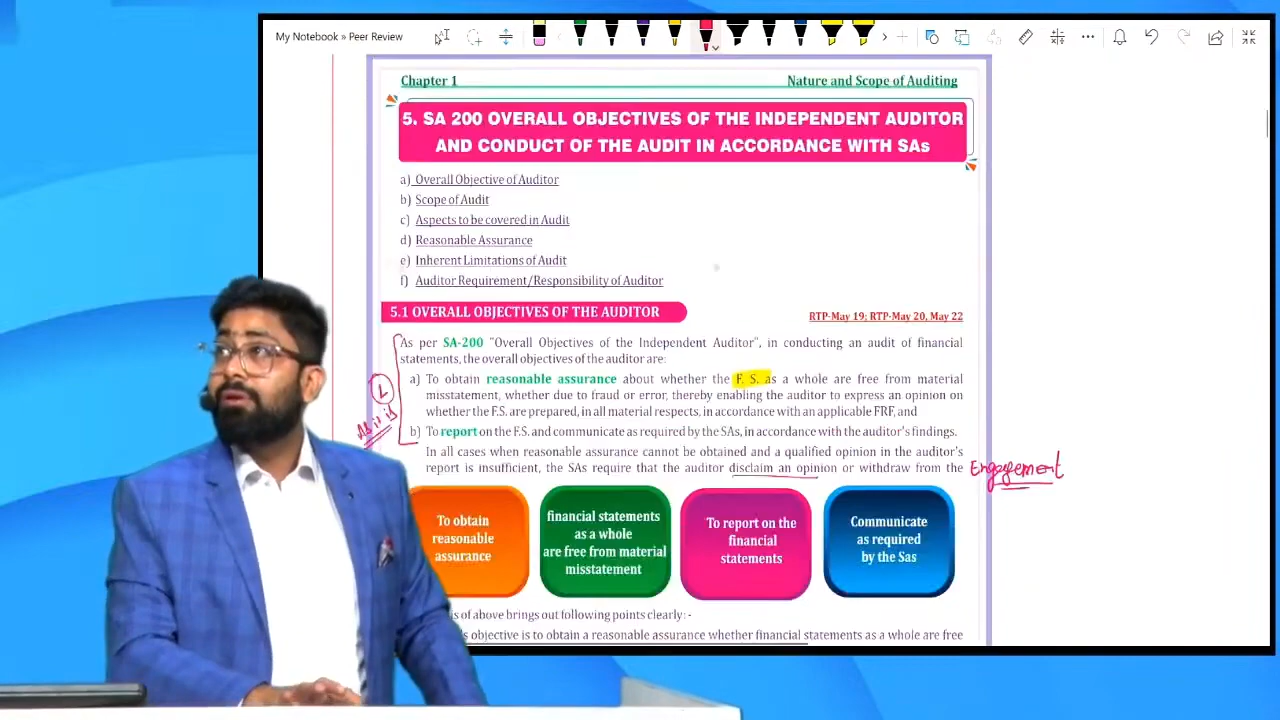 My Notebook » Peer Review
Chapter 1
Nature and Scope of Auditing
5. SA 200 OVERALL OBJECTIVES OF THE INDEPENDENT AUDITOR
AND CONDUCT OF THE AUDIT IN ACCORDANCE WITH SAs
a) Overall Objective of Auditor
b) Scope of Audit
c) Aspects to be covered in Audit
d) Reasonable Assurance
e) Inherent Limitations of Audit
f) Auditor Requirement/Responsibility of Auditor
5.1 OVERALL OBJECTIVES OF THE AUDITOR
RTP-May 19; RTP-May 20, May 22
As per SA-200 "Overall Objectives of the Independent Auditor", in conducting an audit of financial
statements, the overall objectives of the auditor are:
a) To obtain reasonable assurance about whether the F. S. as a whole are free from material
misstatement, whether due to fraud or error, thereby enabling the auditor to express an opinion on
whether the F.S. are prepared, in all material respects, in accordance with an applicable FRF, and
L
As it is
b) To report on the F.S. and communicate as required by the SAs, in accordance with the auditor's findings.
In all cases when reasonable assurance cannot be obtained and a qualified opinion in the auditor's
report is insufficient, the SAs require that the auditor disclaim an opinion or withdraw from the Engagement
To obtain
reasonable
assurance
financial statements
as a whole
are free from material
misstatement
To report on the
financial
statements
Communicate
as required
by the Sas
is of above brings out following points clearly: -
objective is to obtain a reasonable assurance whether financial statements as a whole are free